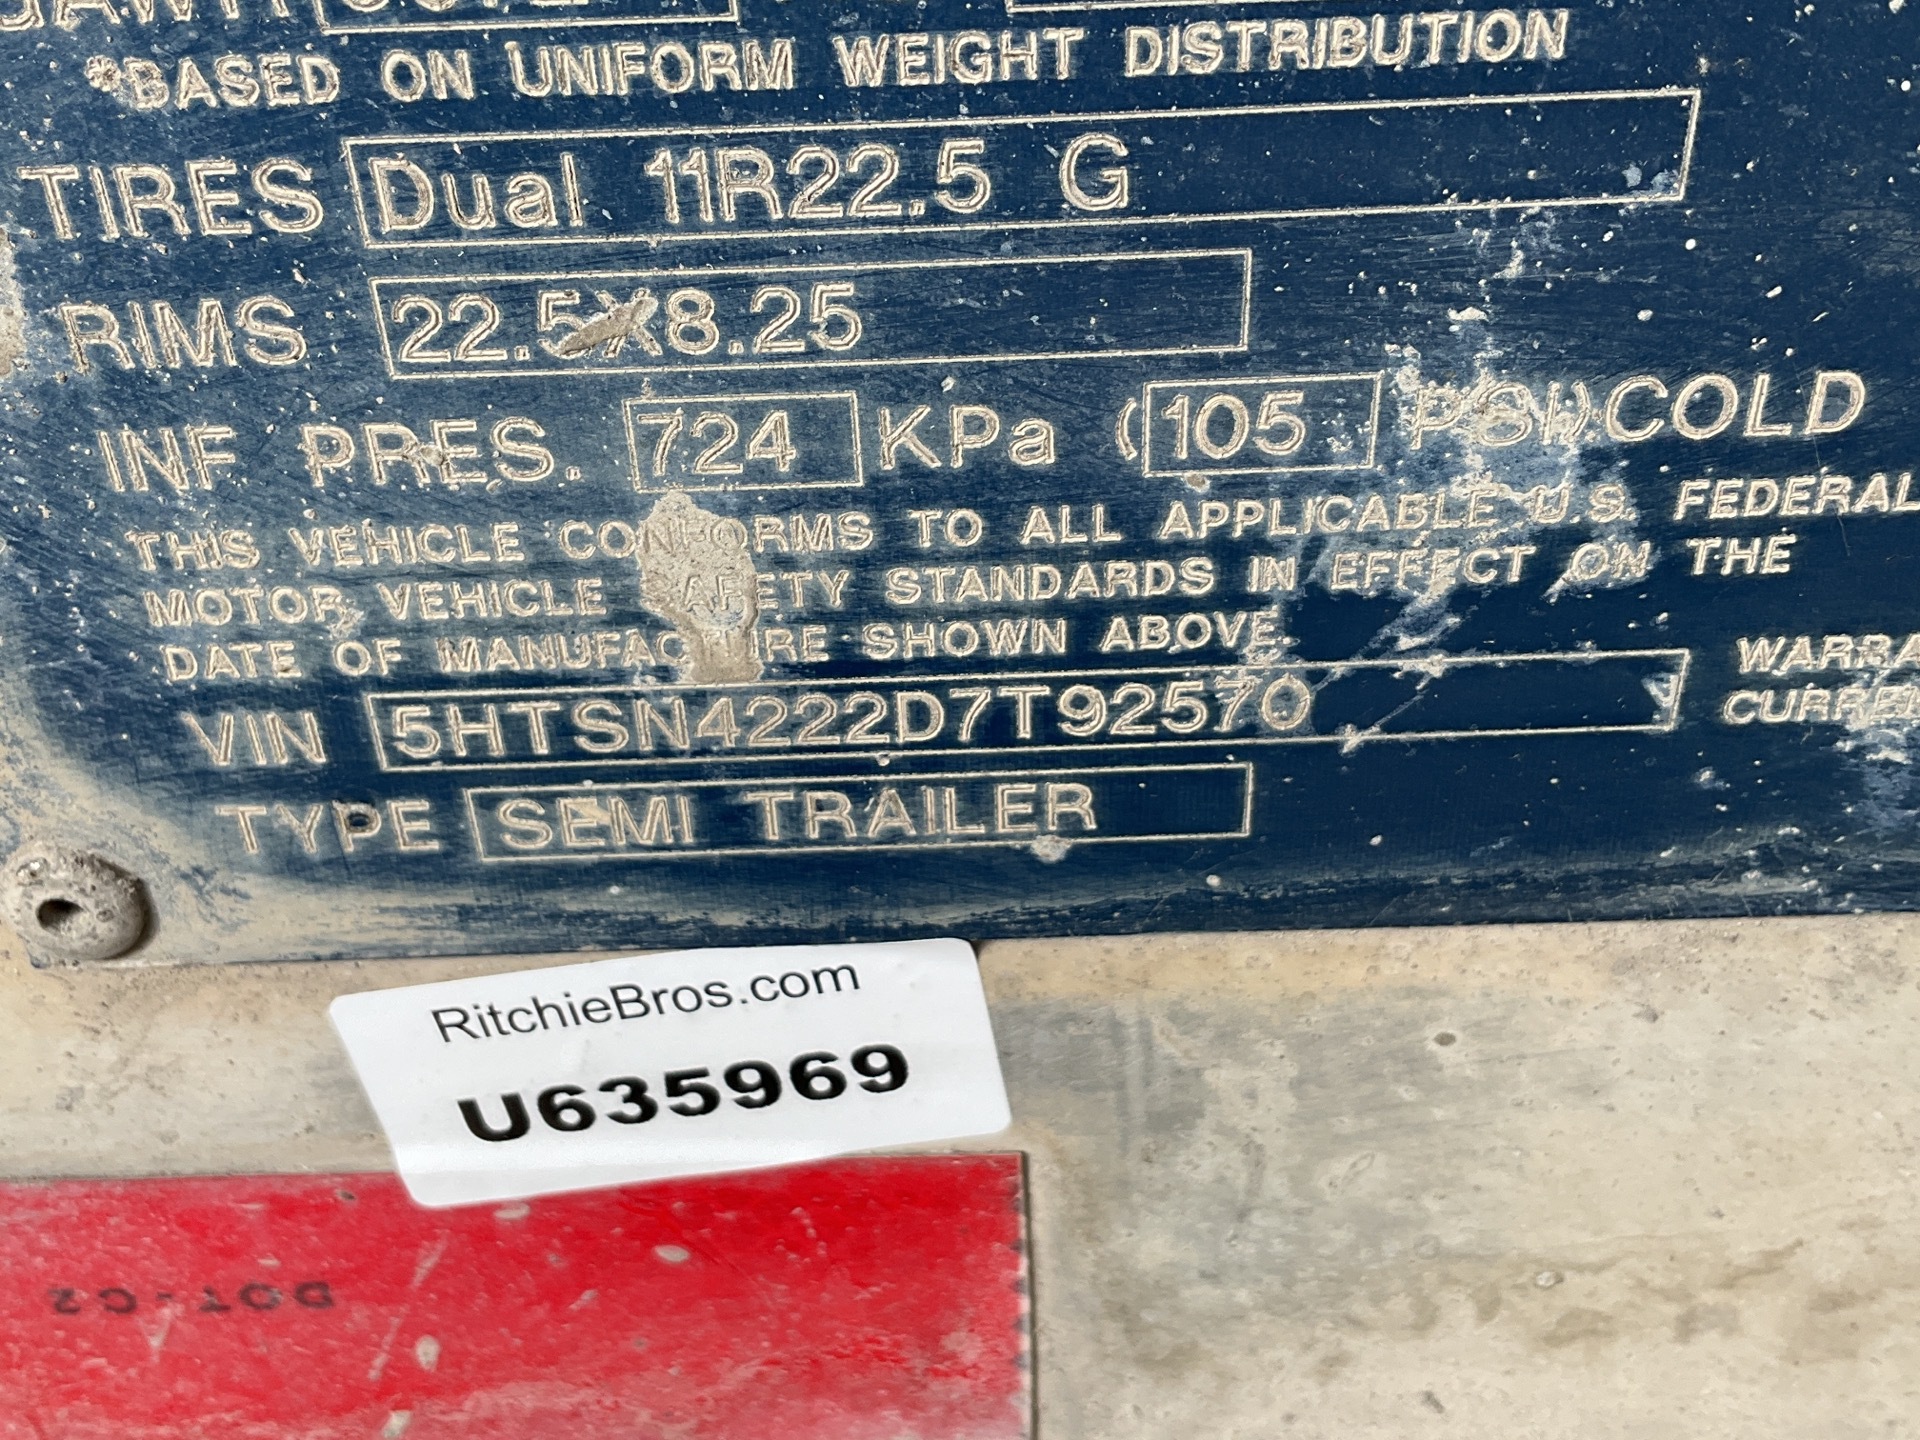 *BASED ON UNIFORM WEIGHT DISTRIBUTION
TIRES Dual 11R22.5 G
RIMS 22.5X8.25
INF PRES. 724 KPa (105 PSI)COLD
THIS VEHICLE CONFORMS TO ALL APPLICABLE U.S. FEDERAL
MOTOR VEHICLE SAFETY STANDARDS IN EFFECT ON THE
DATE OF MANUFACTURE SHOWN ABOVE.
VIN 5HTSN4222D7T92570
TYPE SEMI TRAILER
RitchieBros.com
U635969
DOT-C2